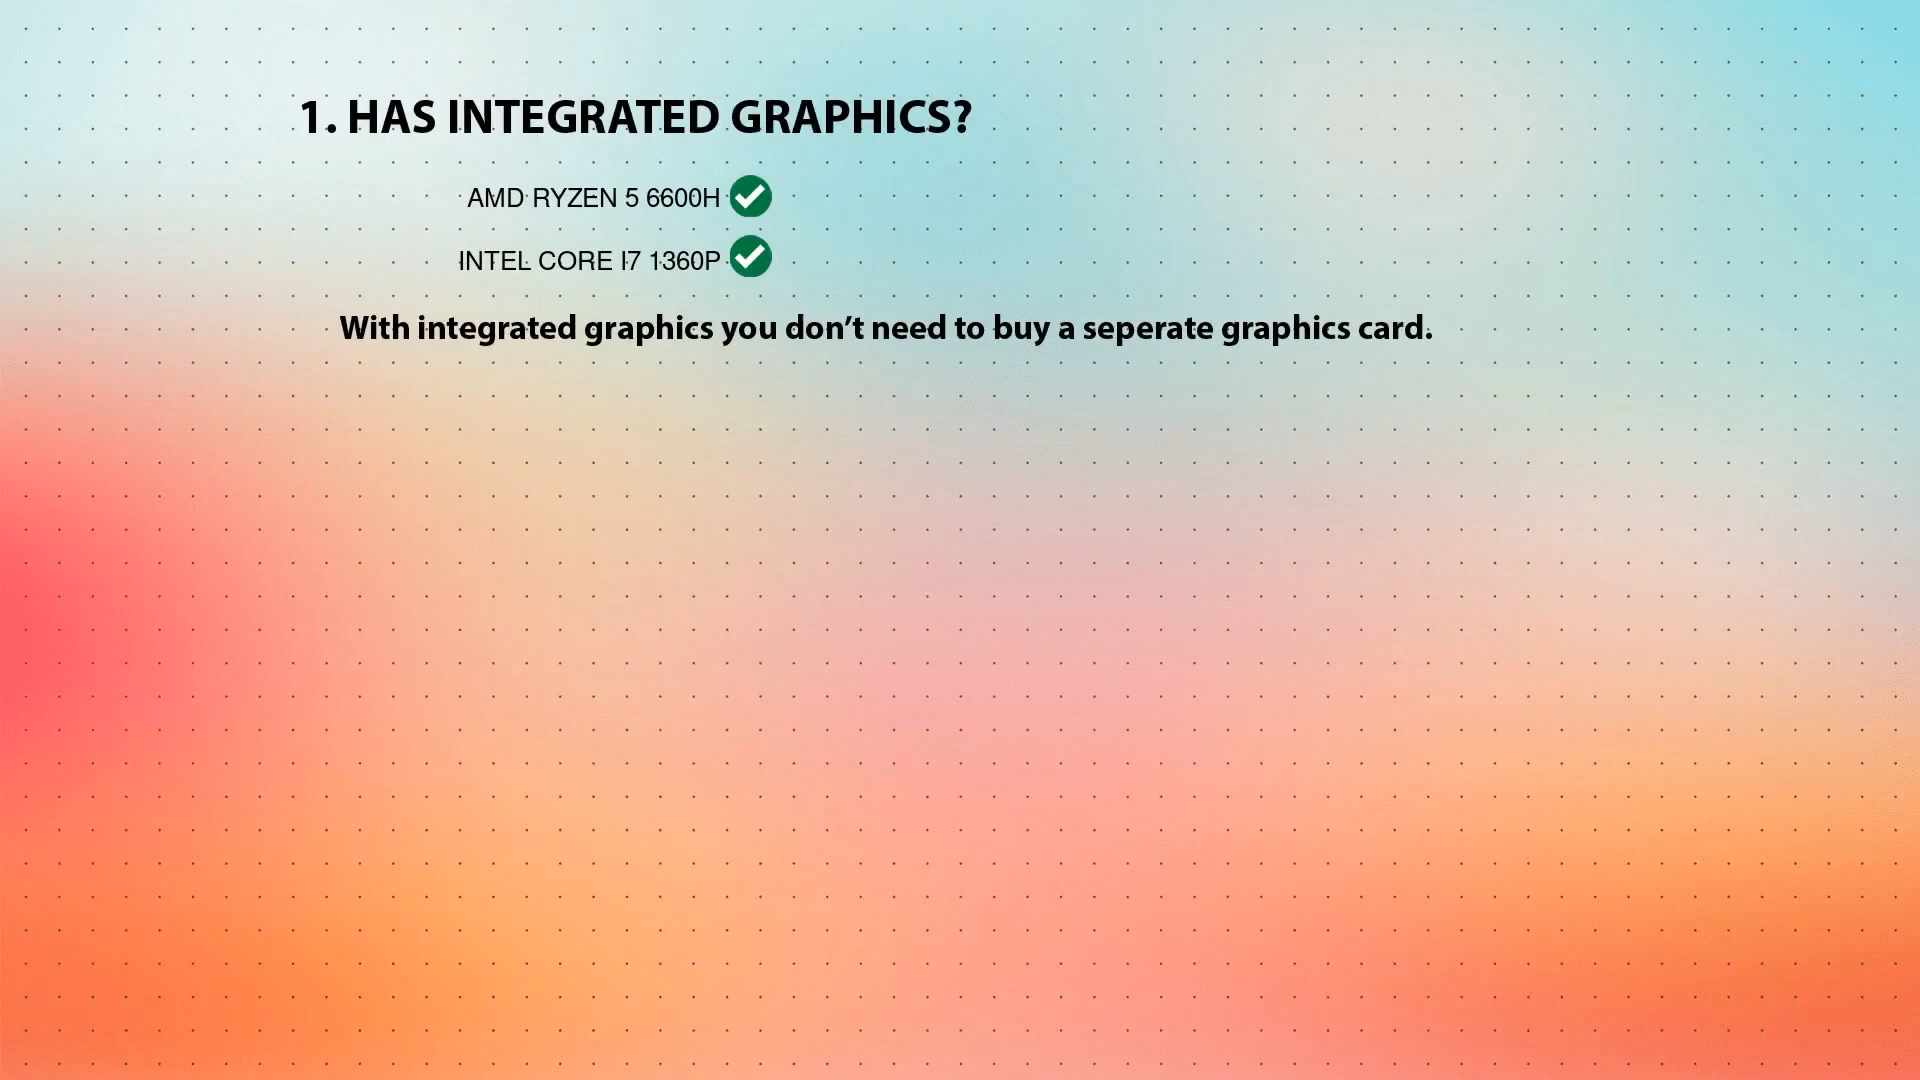 1. HAS INTEGRATED GRAPHICS?
AMD RYZEN 5 6600H
INTEL CORE I7 1360P
With integrated graphics you don’t need to buy a seperate graphics card.